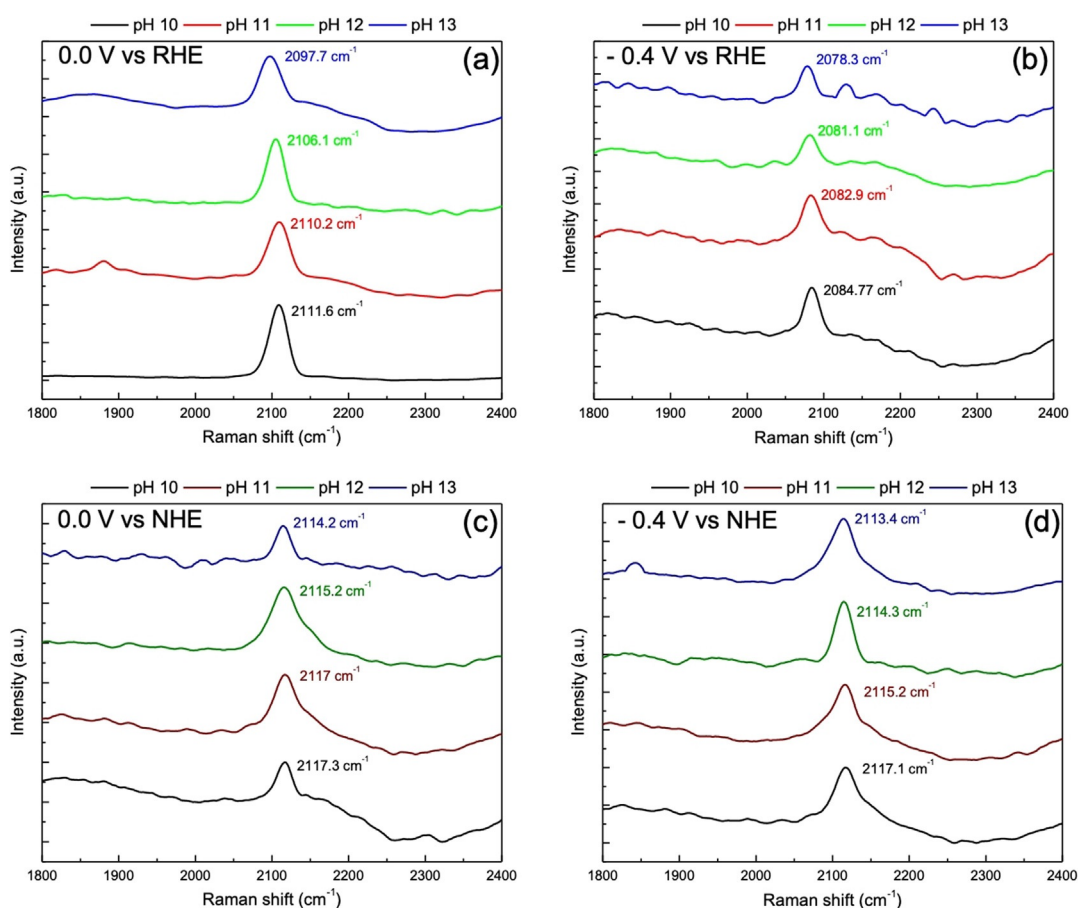 pH 10 pH 11 pH 12 pH 13
0.0 V vs RHE
(a)
2097.7 cm⁻¹
2106.1 cm⁻¹
2110.2 cm⁻¹
2111.6 cm⁻¹
Intensity (a.u.)
1800 1900 2000 2100 2200 2300 2400
Raman shift (cm⁻¹)
pH 10 pH 11 pH 12 pH 13
- 0.4 V vs RHE
(b)
2078.3 cm⁻¹
2081.1 cm⁻¹
2082.9 cm⁻¹
2084.77 cm⁻¹
Intensity (a.u.)
1800 1900 2000 2100 2200 2300 2400
Raman shift (cm⁻¹)
pH 10 pH 11 pH 12 pH 13
0.0 V vs NHE
(c)
2114.2 cm⁻¹
2115.2 cm⁻¹
2117 cm⁻¹
2117.3 cm⁻¹
Intensity (a.u.)
1800 1900 2000 2100 2200 2300 2400
Raman shift (cm⁻¹)
pH 10 pH 11 pH 12 pH 13
- 0.4 V vs NHE
(d)
2113.4 cm⁻¹
2114.3 cm⁻¹
2115.2 cm⁻¹
2117.1 cm⁻¹
Intensity (a.u.)
1800 1900 2000 2100 2200 2300 2400
Raman shift (cm⁻¹)